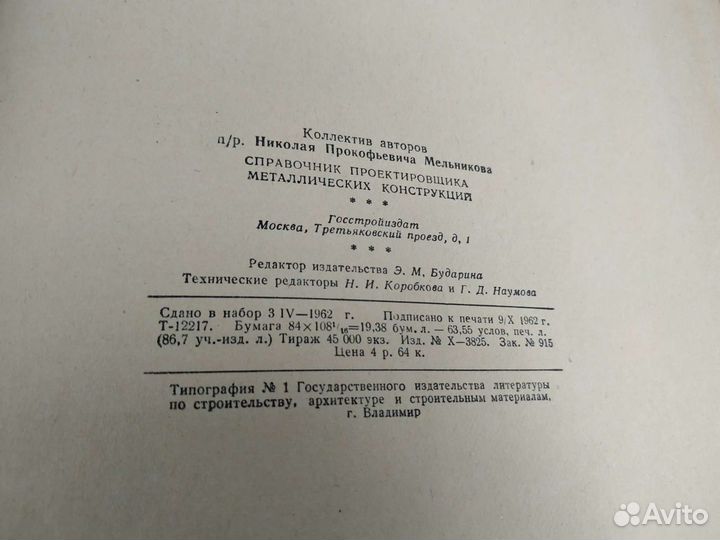 Коллектив авторов
п/р. Николая Прокофьевича Мельникова
СПРАВОЧНИК ПРОЕКТИРОВЩИКА
МЕТАЛЛИЧЕСКИХ КОНСТРУКЦИЙ
* * *
Госстройиздат
Москва, Третьяковский проезд, д, 1
* * *
Редактор издательства Э. М, Бударина
Технические редакторы Н. И. Коробкова и Г. Д. Наумова
Сдано в набор 3 IV—1962 г. Подписано к печати 9/X 1962 г.
Т-12217. Бумага 84×108¹/₁₆=19,38 бум. л. — 63,55 услов, печ. л.
(86,7 уч.-изд. л.) Тираж 45 000 экз. Изд. № X—3825. Зак. № 915
Цена 4 р. 64 к.
Типография № 1 Государственного издательства литературы
по строительству, архитектуре и строительным материалам,
г. Владимир
Avito